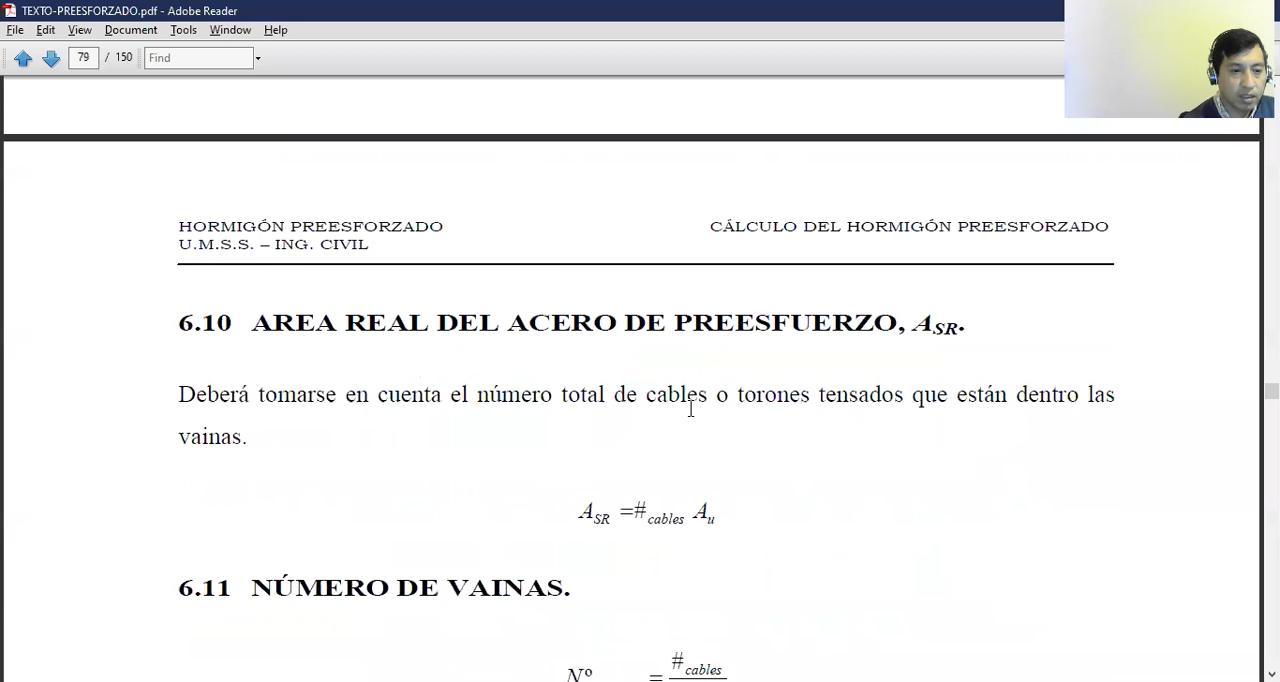 TEXTO-PREESFORZADO.pdf - Adobe Reader
File Edit View Document Tools Window Help
79 / 150 Find
HORMIGÓN PREESFORZADO CÁLCULO DEL HORMIGÓN PREESFORZADO
U.M.S.S. – ING. CIVIL
6.10 AREA REAL DEL ACERO DE PREESFUERZO, A_SR.
Deberá tomarse en cuenta el número total de cables o torones tensados que están dentro las
vainas.
A_SR =#_cables A_u
6.11 NÚMERO DE VAINAS.
#_cables
Nº =